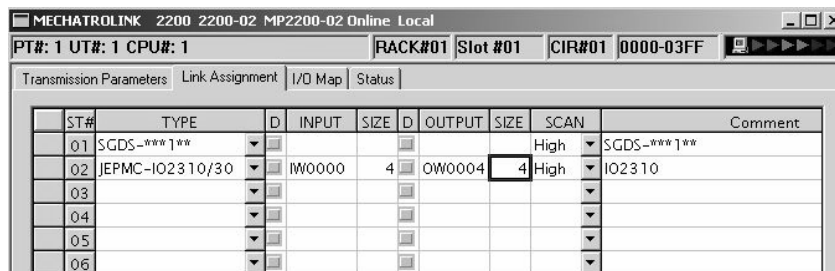 MECHATROLINK 2200 2200-02 MP2200-02 Online Local
PT#: 1 UT#: 1 CPU#: 1 RACK#01 Slot #01 CIR#01 0000-03FF
Transmission Parameters Link Assignment I/O Map Status
ST# TYPE D INPUT SIZE D OUTPUT SIZE SCAN Comment
01 SGDS-***1** High SGDS-***1**
02 JEPMC-IO2310/30 IW0000 4 OW0004 4 High IO2310
03
04
05
06